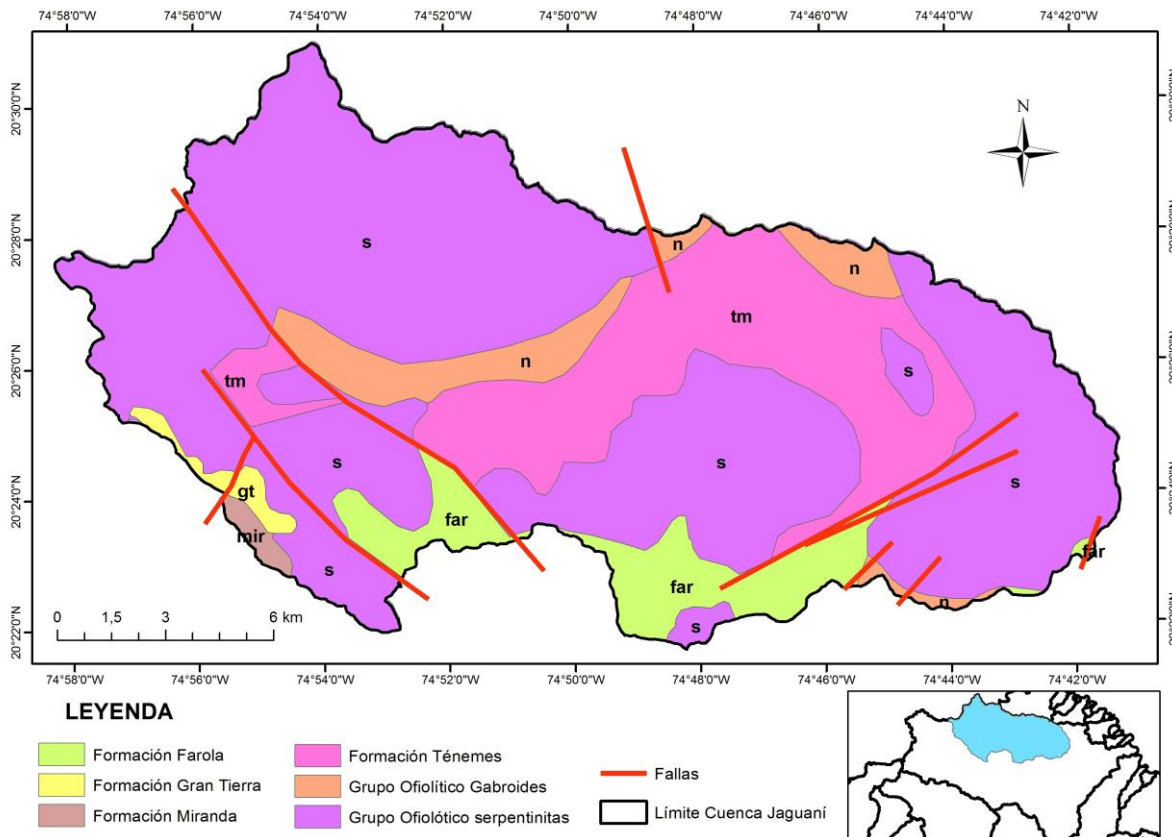 74°58'0"W 74°56'0"W 74°54'0"W 74°52'0"W 74°50'0"W 74°48'0"W 74°46'0"W 74°44'0"W 74°42'0"W
20°30'0"N
20°28'0"N
20°26'0"N
20°24'0"N
20°22'0"N
N
s
n
n
tm
n
tm
s
s
s
s
gt
far
mir
far
far
s
n
s
0 1,5 3 6 km
74°58'0"W 74°56'0"W 74°54'0"W 74°52'0"W 74°50'0"W 74°48'0"W 74°46'0"W 74°44'0"W 74°42'0"W
LEYENDA
Formación Farola
Formación Gran Tierra
Formación Miranda
Formación Ténemes
Grupo Ofiolítico Gabroides
Grupo Ofiolótico serpentinitas
Fallas
Límite Cuenca Jaguaní